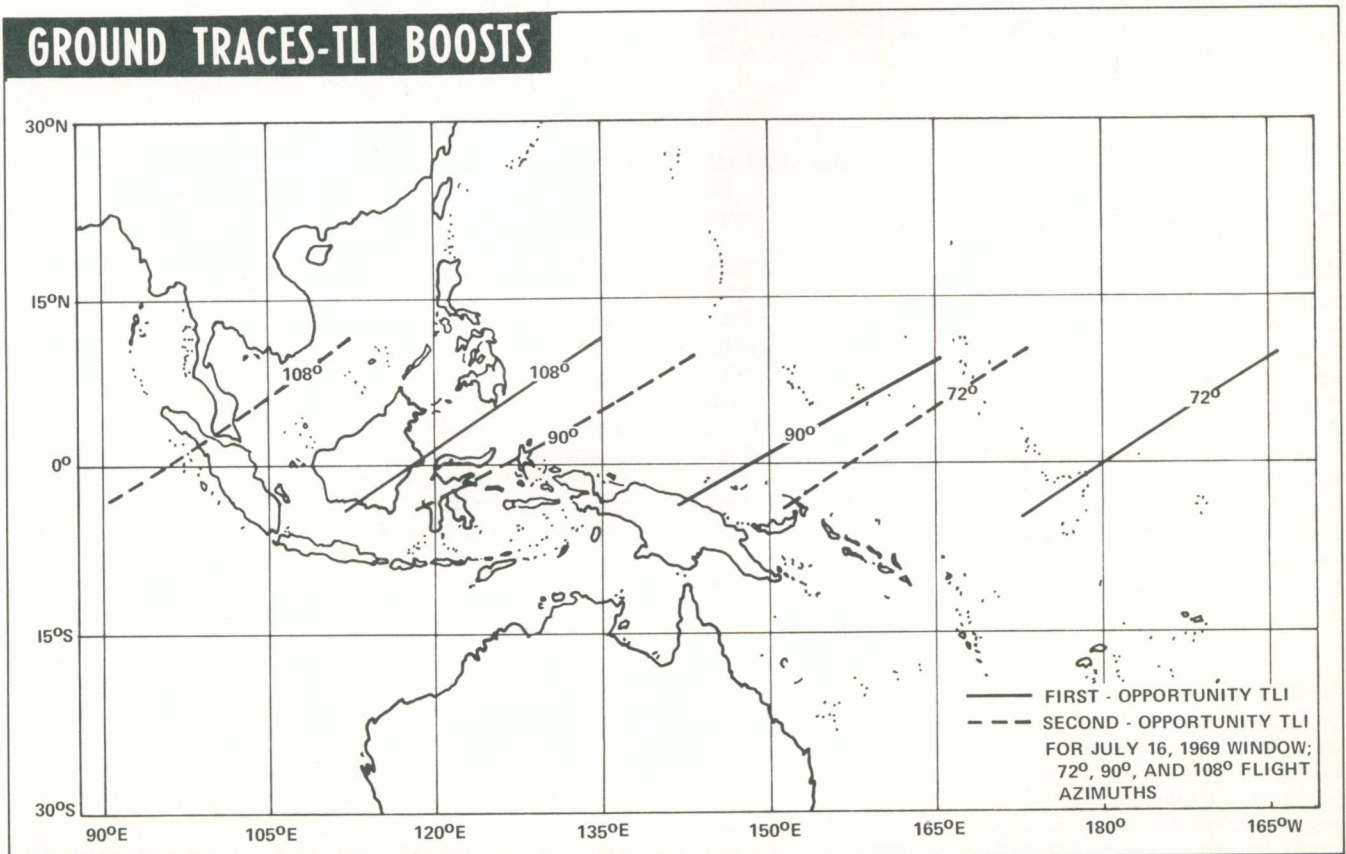 GROUND TRACES-TLI BOOSTS
30°N
15°N
0°
15°S
30°S
108°
108°
90°
90°
72°
72°
FIRST - OPPORTUNITY TLI
SECOND - OPPORTUNITY TLI
FOR JULY 16, 1969 WINDOW;
72°, 90°, AND 108° FLIGHT
AZIMUTHS
90°E
105°E
120°E
135°E
150°E
165°E
180°
165°W